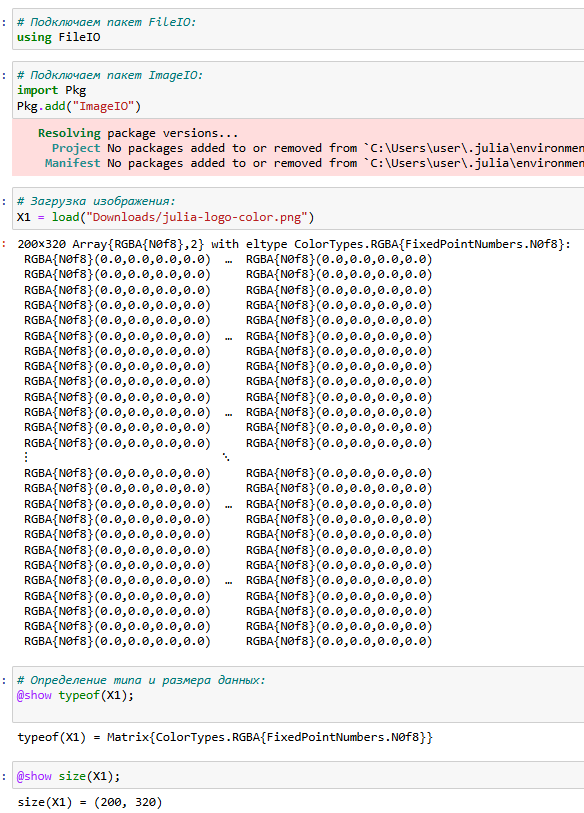 # Подключаем пакет FileIO:
using FileIO
# Подключаем пакет ImageIO:
import Pkg
Pkg.add("ImageIO")
Resolving package versions...
Project No packages added to or removed from `C:\Users\user\.julia\environmen
Manifest No packages added to or removed from `C:\Users\user\.julia\environmen
# Загрузка изображения:
X1 = load("Downloads/julia-logo-color.png")
200×320 Array{RGBA{N0f8},2} with eltype ColorTypes.RGBA{FixedPointNumbers.N0f8}:
RGBA{N0f8}(0.0,0.0,0.0,0.0) … RGBA{N0f8}(0.0,0.0,0.0,0.0)
RGBA{N0f8}(0.0,0.0,0.0,0.0) RGBA{N0f8}(0.0,0.0,0.0,0.0)
RGBA{N0f8}(0.0,0.0,0.0,0.0) RGBA{N0f8}(0.0,0.0,0.0,0.0)
RGBA{N0f8}(0.0,0.0,0.0,0.0) RGBA{N0f8}(0.0,0.0,0.0,0.0)
RGBA{N0f8}(0.0,0.0,0.0,0.0) RGBA{N0f8}(0.0,0.0,0.0,0.0)
RGBA{N0f8}(0.0,0.0,0.0,0.0) … RGBA{N0f8}(0.0,0.0,0.0,0.0)
RGBA{N0f8}(0.0,0.0,0.0,0.0) RGBA{N0f8}(0.0,0.0,0.0,0.0)
RGBA{N0f8}(0.0,0.0,0.0,0.0) RGBA{N0f8}(0.0,0.0,0.0,0.0)
RGBA{N0f8}(0.0,0.0,0.0,0.0) RGBA{N0f8}(0.0,0.0,0.0,0.0)
RGBA{N0f8}(0.0,0.0,0.0,0.0) RGBA{N0f8}(0.0,0.0,0.0,0.0)
RGBA{N0f8}(0.0,0.0,0.0,0.0) … RGBA{N0f8}(0.0,0.0,0.0,0.0)
RGBA{N0f8}(0.0,0.0,0.0,0.0) RGBA{N0f8}(0.0,0.0,0.0,0.0)
RGBA{N0f8}(0.0,0.0,0.0,0.0) RGBA{N0f8}(0.0,0.0,0.0,0.0)
⋮ ⋱
RGBA{N0f8}(0.0,0.0,0.0,0.0) RGBA{N0f8}(0.0,0.0,0.0,0.0)
RGBA{N0f8}(0.0,0.0,0.0,0.0) RGBA{N0f8}(0.0,0.0,0.0,0.0)
RGBA{N0f8}(0.0,0.0,0.0,0.0) … RGBA{N0f8}(0.0,0.0,0.0,0.0)
RGBA{N0f8}(0.0,0.0,0.0,0.0) RGBA{N0f8}(0.0,0.0,0.0,0.0)
RGBA{N0f8}(0.0,0.0,0.0,0.0) RGBA{N0f8}(0.0,0.0,0.0,0.0)
RGBA{N0f8}(0.0,0.0,0.0,0.0) RGBA{N0f8}(0.0,0.0,0.0,0.0)
RGBA{N0f8}(0.0,0.0,0.0,0.0) RGBA{N0f8}(0.0,0.0,0.0,0.0)
RGBA{N0f8}(0.0,0.0,0.0,0.0) … RGBA{N0f8}(0.0,0.0,0.0,0.0)
RGBA{N0f8}(0.0,0.0,0.0,0.0) RGBA{N0f8}(0.0,0.0,0.0,0.0)
RGBA{N0f8}(0.0,0.0,0.0,0.0) RGBA{N0f8}(0.0,0.0,0.0,0.0)
RGBA{N0f8}(0.0,0.0,0.0,0.0) RGBA{N0f8}(0.0,0.0,0.0,0.0)
RGBA{N0f8}(0.0,0.0,0.0,0.0) RGBA{N0f8}(0.0,0.0,0.0,0.0)
# Определение типа и размера данных:
@show typeof(X1);
typeof(X1) = Matrix{ColorTypes.RGBA{FixedPointNumbers.N0f8}}
@show size(X1);
size(X1) = (200, 320)